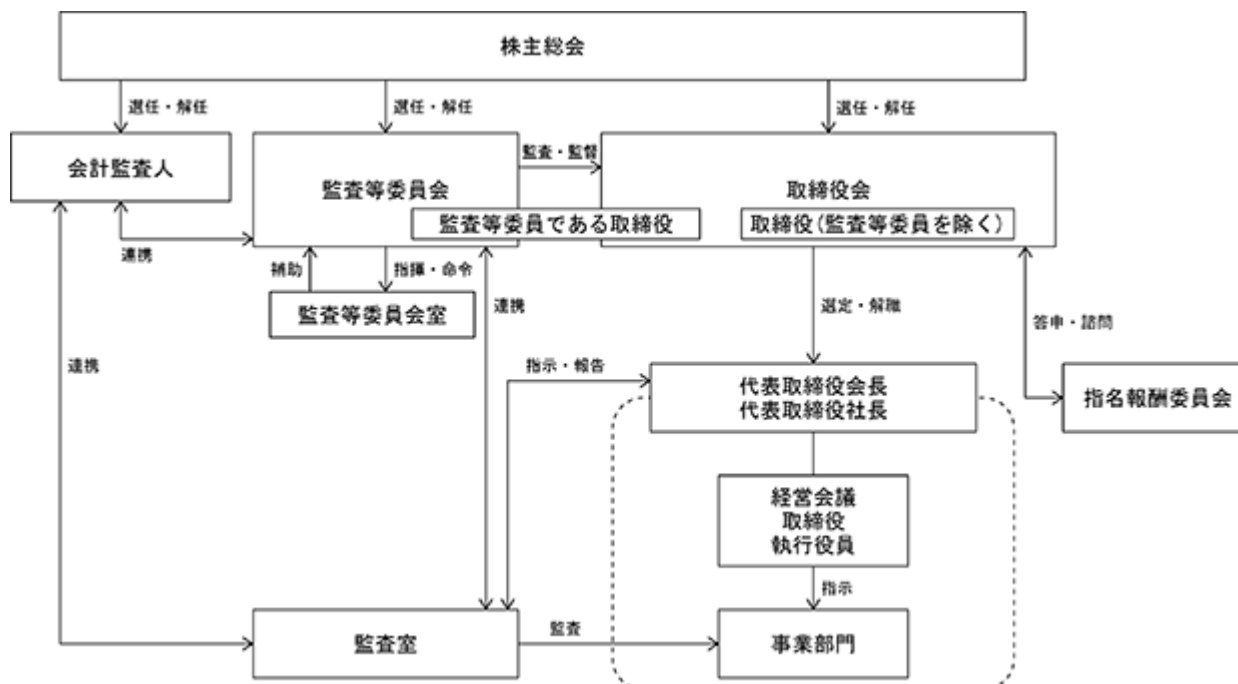 株主総会
選任・解任
選任・解任
選任・解任
会計監査人
監査等委員会
監査・監督
取締役会
監査等委員である取締役
取締役(監査等委員を除く)
連携
補助
指揮・命令
監査等委員会室
連携
選定・解職
答申・諮問
連携
指示・報告
代表取締役会長
代表取締役社長
指名報酬委員会
経営会議
取締役
執行役員
指示
監査室
監査
事業部門